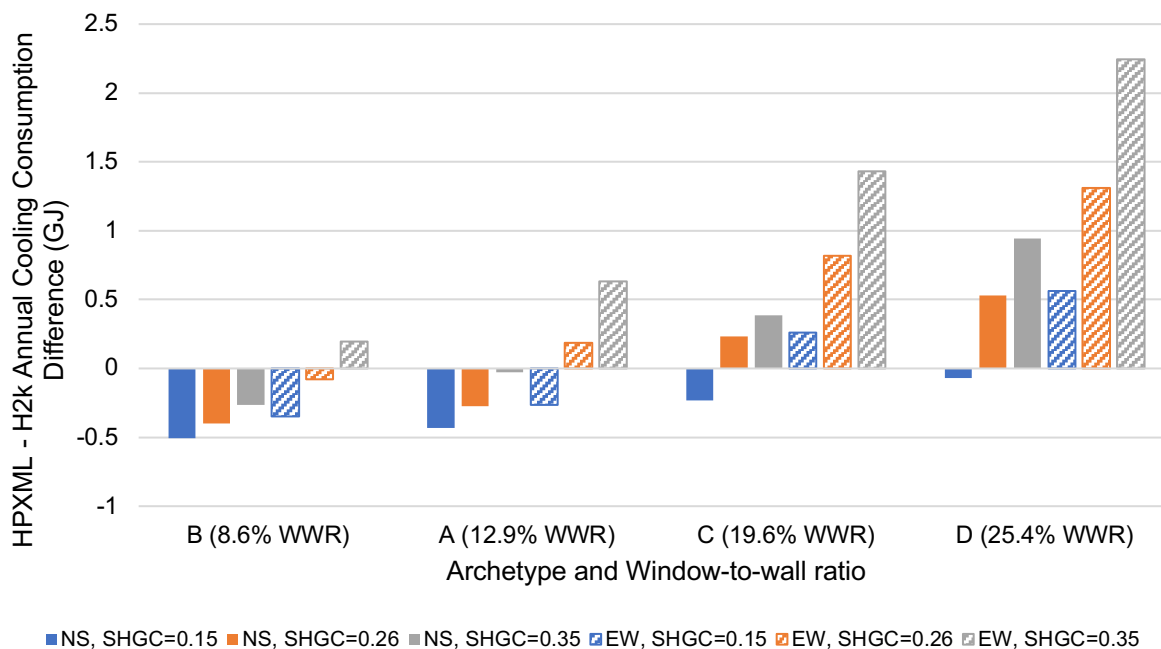 HPXML - H2k Annual Cooling Consumption
Difference (GJ)
2.5
2
1.5
1
0.5
0
-0.5
-1
B (8.6% WWR) A (12.9% WWR) C (19.6% WWR) D (25.4% WWR)
Archetype and Window-to-wall ratio
NS, SHGC=0.15 NS, SHGC=0.26 NS, SHGC=0.35 EW, SHGC=0.15 EW, SHGC=0.26 EW, SHGC=0.35